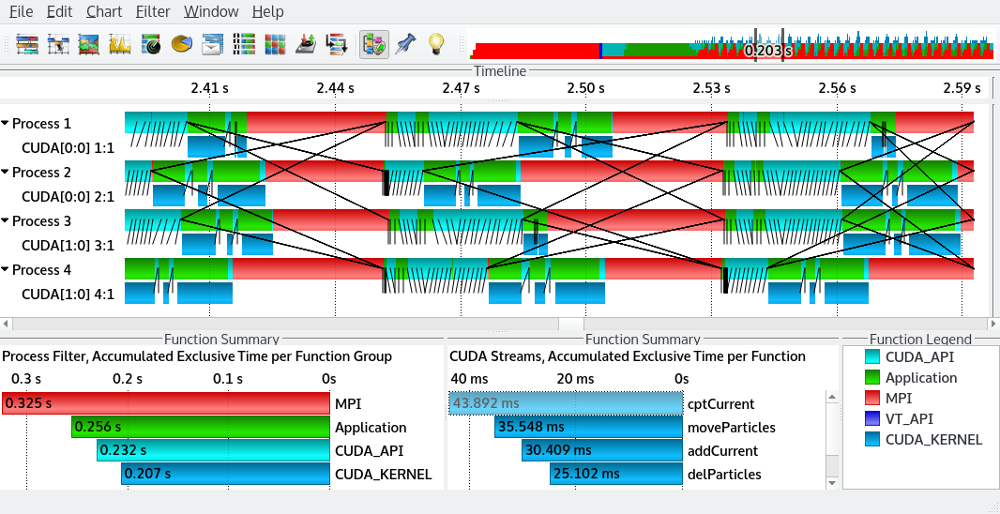 File Edit Chart Filter Window Help
0.203 s
Timeline
2.41 s 2.44 s 2.47 s 2.50 s 2.53 s 2.56 s 2.59 s
Process 1
CUDA[0:0] 1:1
Process 2
CUDA[0:0] 2:1
Process 3
CUDA[1:0] 3:1
Process 4
CUDA[1:0] 4:1
Function Summary
Process Filter, Accumulated Exclusive Time per Function Group
0.3 s 0.2 s 0.1 s 0s
0.325 s MPI
0.256 s Application
0.232 s CUDA_API
0.207 s CUDA_KERNEL
Function Summary
CUDA Streams, Accumulated Exclusive Time per Function
40 ms 20 ms 0s
43.892 ms cptCurrent
35.548 ms moveParticles
30.409 ms addCurrent
25.102 ms delParticles
Function Legend
CUDA_API
Application
MPI
VT_API
CUDA_KERNEL